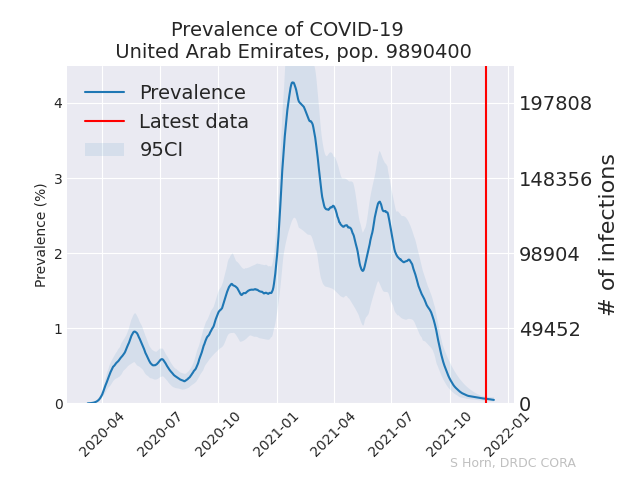 Prevalence of COVID-19
United Arab Emirates, pop. 9890400
Prevalence
Latest data
95CI
Prevalence (%)
4
3
2
1
0
197808
148356
98904
49452
0
# of infections
2020-04
2020-07
2020-10
2021-01
2021-04
2021-07
2021-10
2022-01
S Horn, DRDC CORA